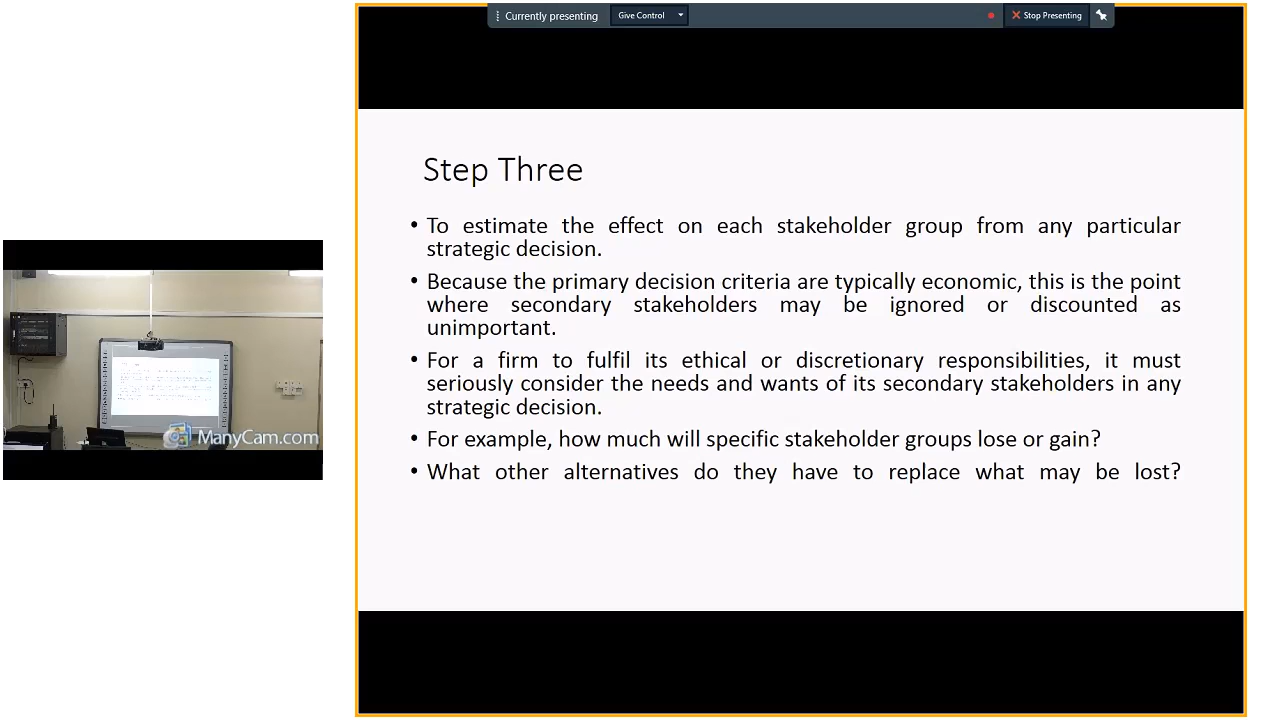 Currently presenting
Give Control
Stop Presenting
Step Three
• To estimate the effect on each stakeholder group from any particular
strategic decision.
• Because the primary decision criteria are typically economic, this is the point
where secondary stakeholders may be ignored or discounted as
unimportant.
• For a firm to fulfil its ethical or discretionary responsibilities, it must
seriously consider the needs and wants of its secondary stakeholders in any
strategic decision.
• For example, how much will specific stakeholder groups lose or gain?
• What other alternatives do they have to replace what may be lost?
ManyCam.com